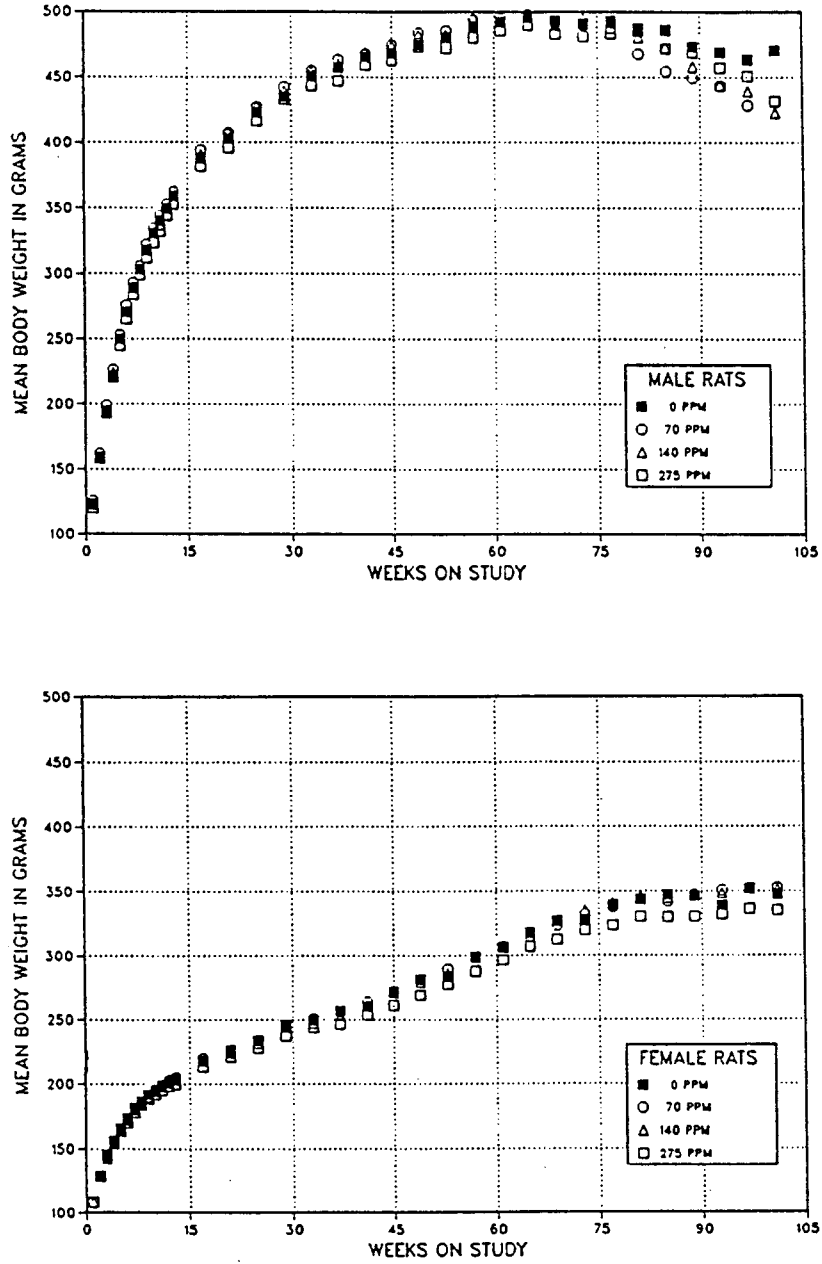 MEAN BODY WEIGHT IN GRAMS
500
450
400
350
300
250
200
150
100
0
15
30
45
60
75
90
105
WEEKS ON STUDY
MALE RATS
0 PPM
70 PPM
140 PPM
275 PPM
MEAN BODY WEIGHT IN GRAMS
500
450
400
350
300
250
200
150
100
0
15
30
45
60
75
90
105
WEEKS ON STUDY
FEMALE RATS
0 PPM
70 PPM
140 PPM
275 PPM